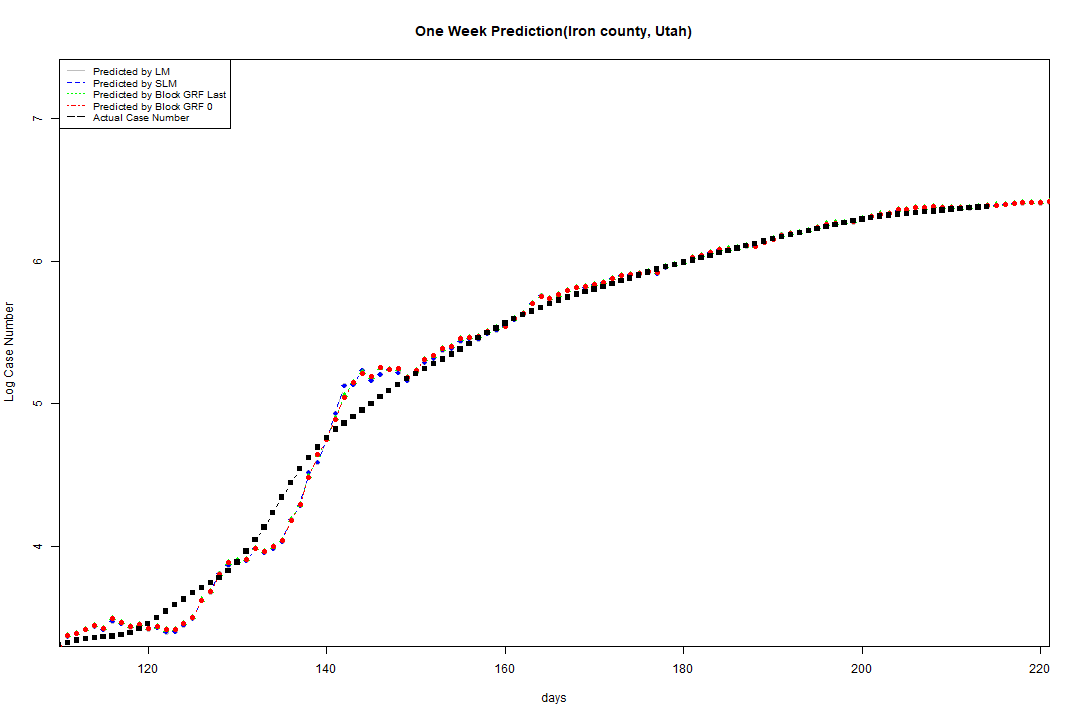 One Week Prediction(Iron county, Utah)
Predicted by LM
Predicted by SLM
Predicted by Block GRF Last
Predicted by Block GRF 0
Actual Case Number
7
6
5
4
Log Case Number
120 140 160 180 200 220
days